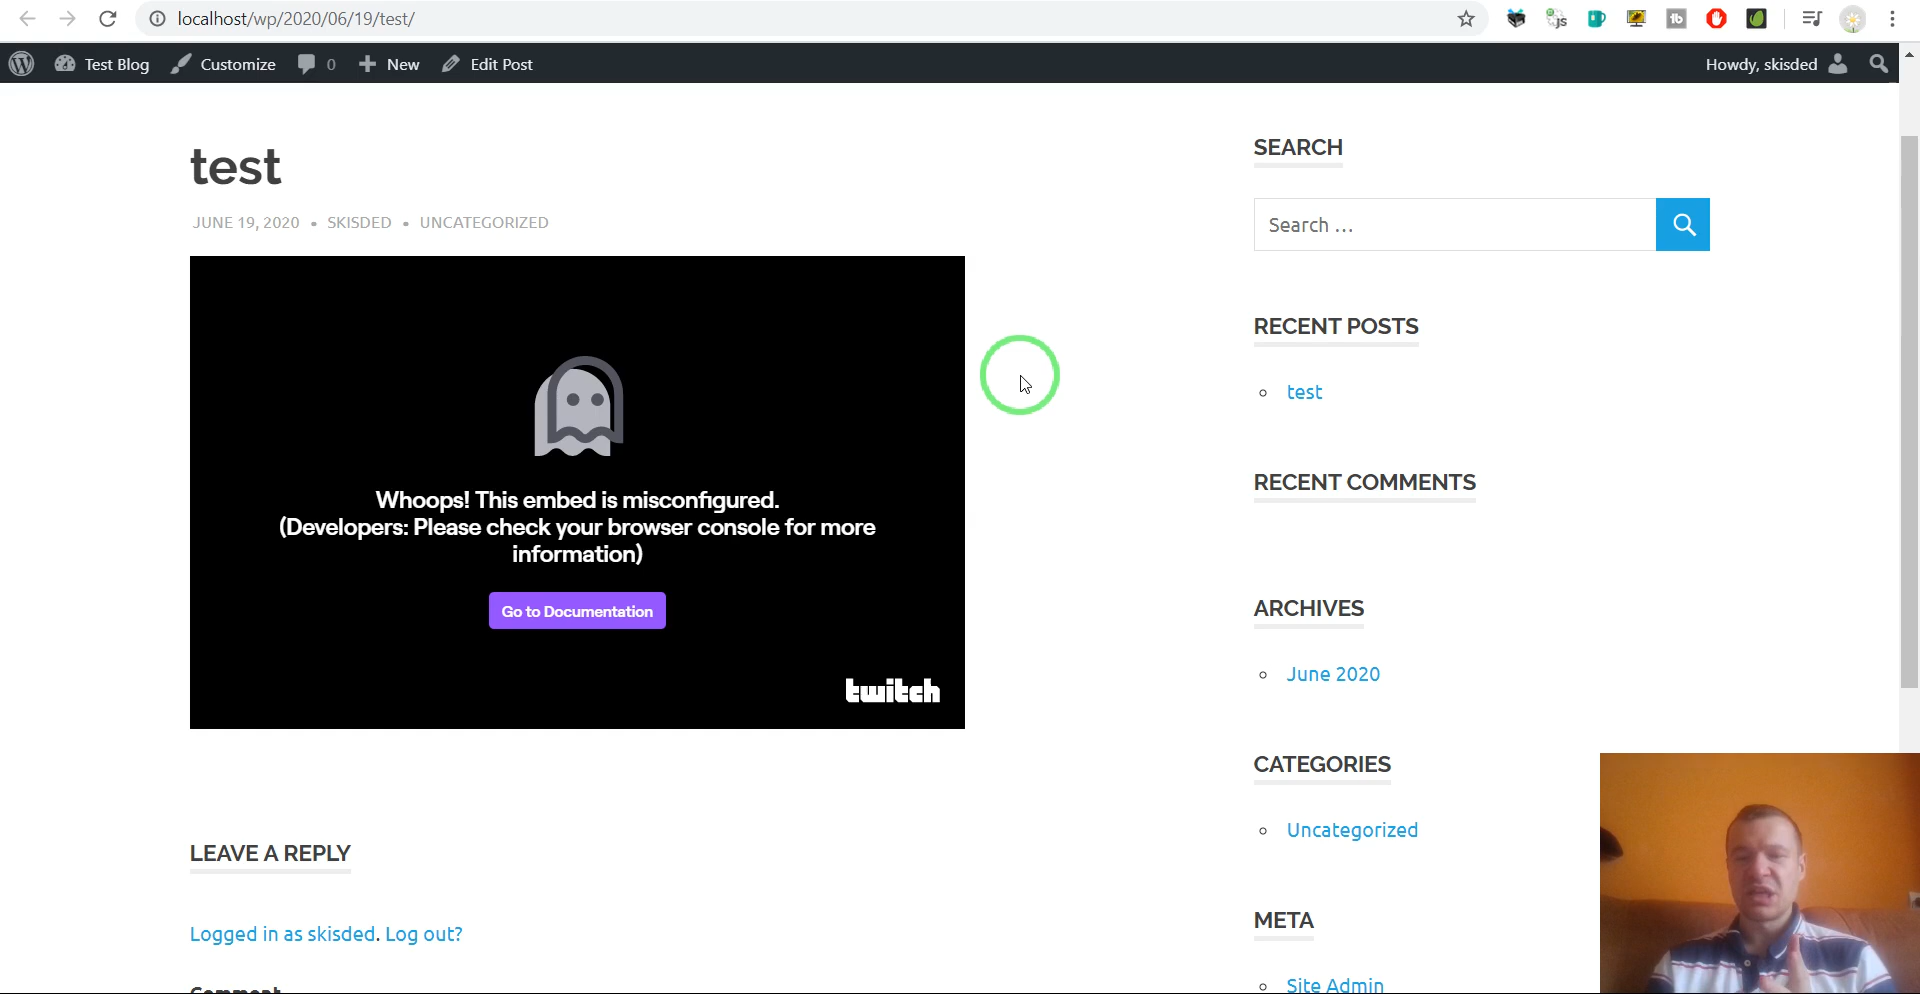 localhost/wp/2020/06/19/test/
Test Blog Customize 0 New Edit Post Howdy, skisded
test
JUNE 19, 2020 • SKISDED • UNCATEGORIZED
Whoops! This embed is misconfigured.
(Developers: Please check your browser console for more
information)
Go to Documentation
twitch
LEAVE A REPLY
Logged in as skisded. Log out?
Comment
SEARCH
Search ...
RECENT POSTS
test
RECENT COMMENTS
ARCHIVES
June 2020
CATEGORIES
Uncategorized
META
Site Admin